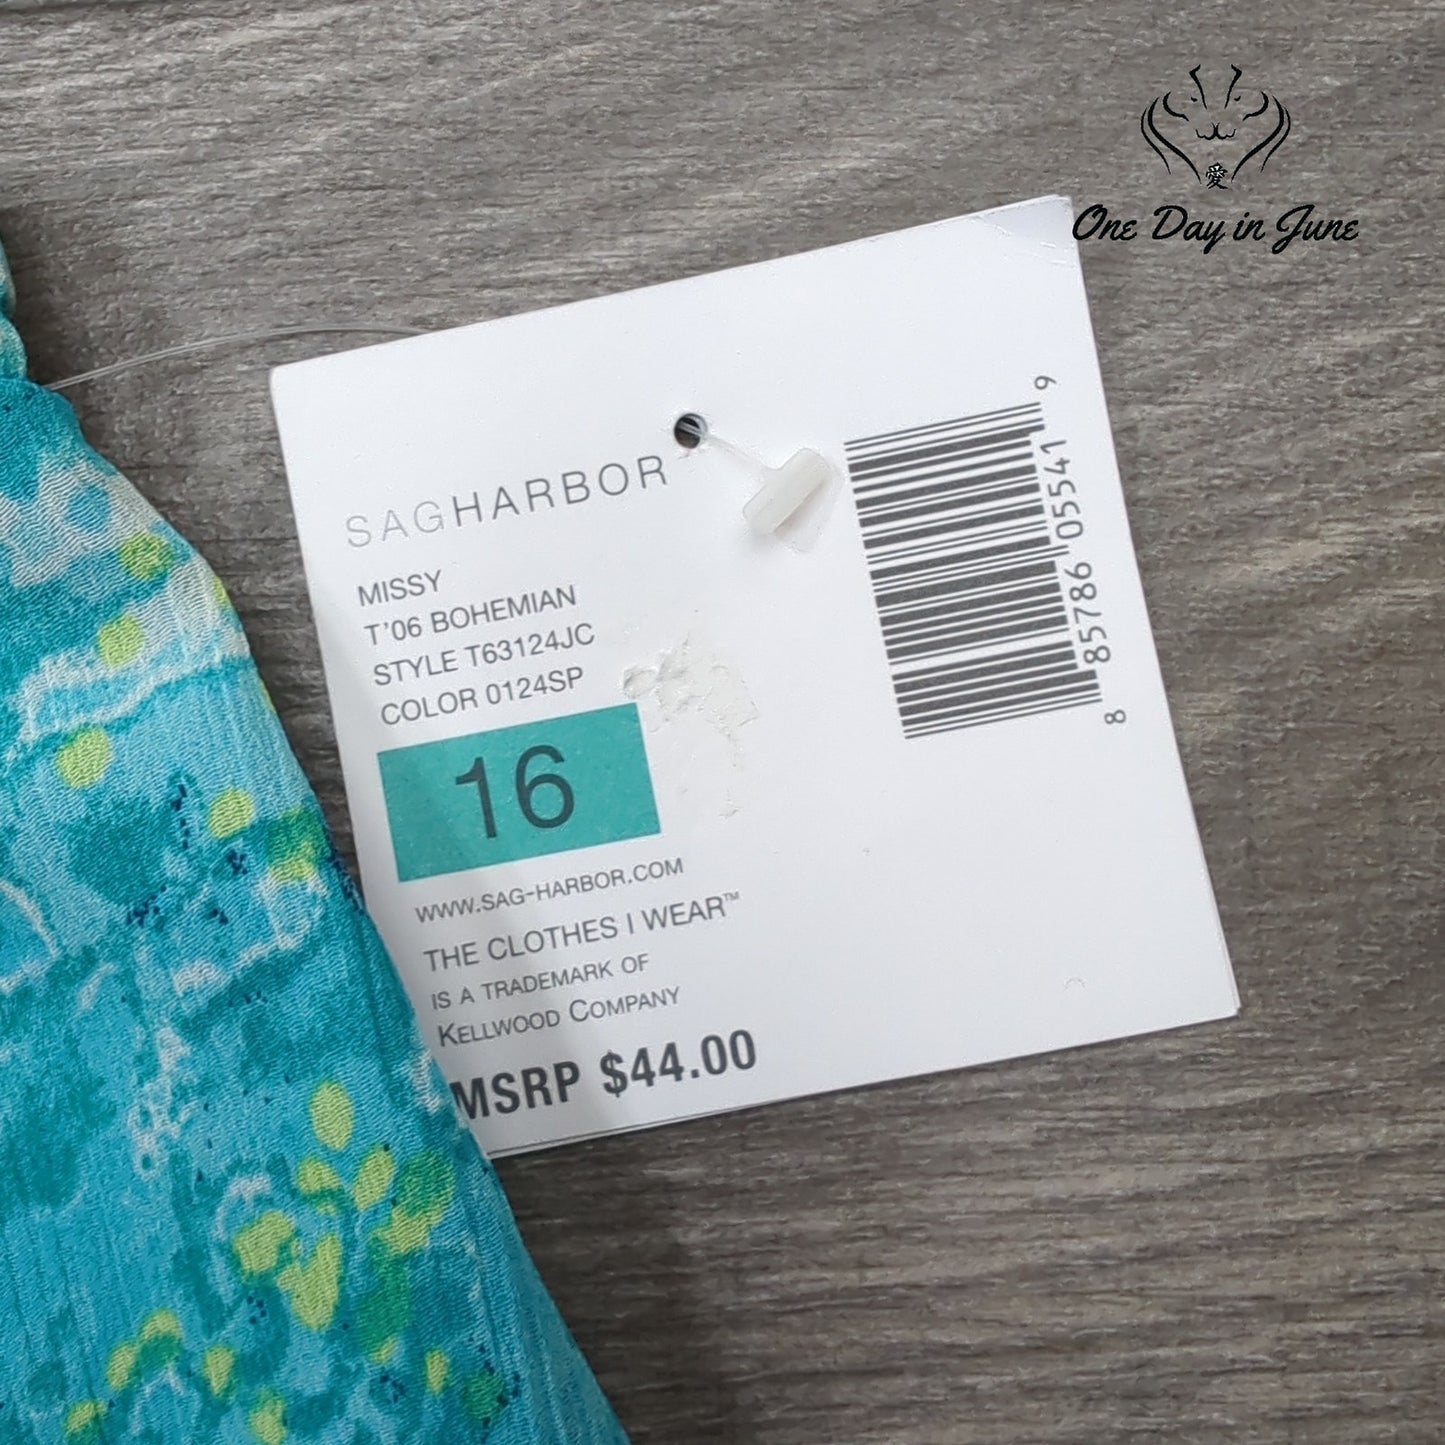 愛
One Day in June
SAGHARBOR
MISSY
T'06 BOHEMIAN
STYLE T63124JC
COLOR 0124SP
16
WWW.SAG-HARBOR.COM
THE CLOTHES I WEAR™
IS A TRADEMARK OF
KELLWOOD COMPANY
MSRP $44.00
8 85786 05541 9